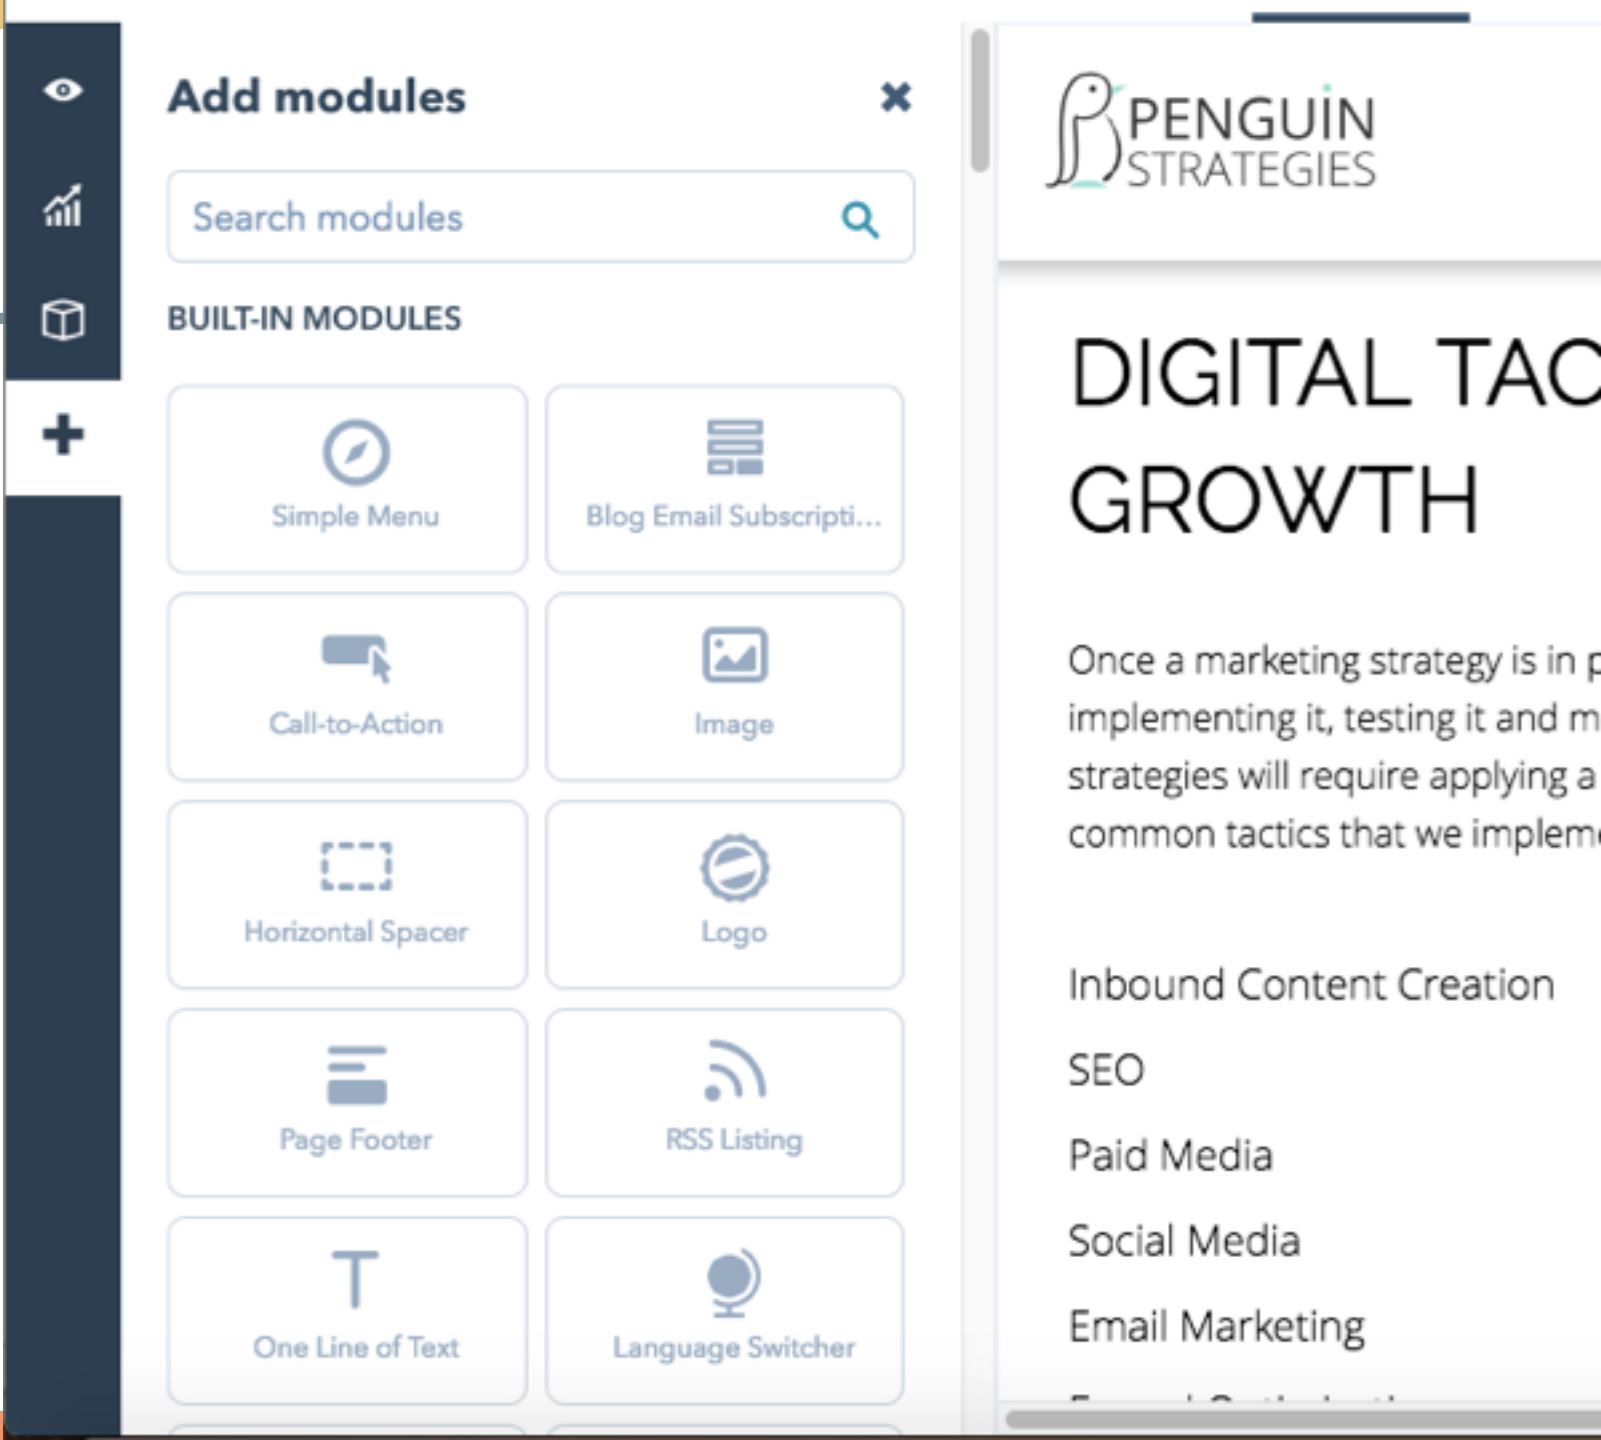 Add modules
Search modules
BUILT-IN MODULES
Simple Menu
Blog Email Subscripti...
Call-to-Action
Image
Horizontal Spacer
Logo
Page Footer
RSS Listing
One Line of Text
Language Switcher
PENGUIN
STRATEGIES
DIGITAL TAC
GROWTH
Once a marketing strategy is in p
implementing it, testing it and m
strategies will require applying a
common tactics that we impleme
Inbound Content Creation
SEO
Paid Media
Social Media
Email Marketing